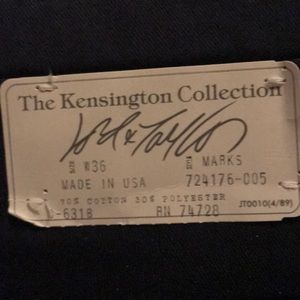 The Kensington Collection
Lord & Taylor
W36 MARKS
MADE IN USA 724176-005
70% COTTON 30% POLYESTER
-6318 RN 74728
JT0010(4/89)